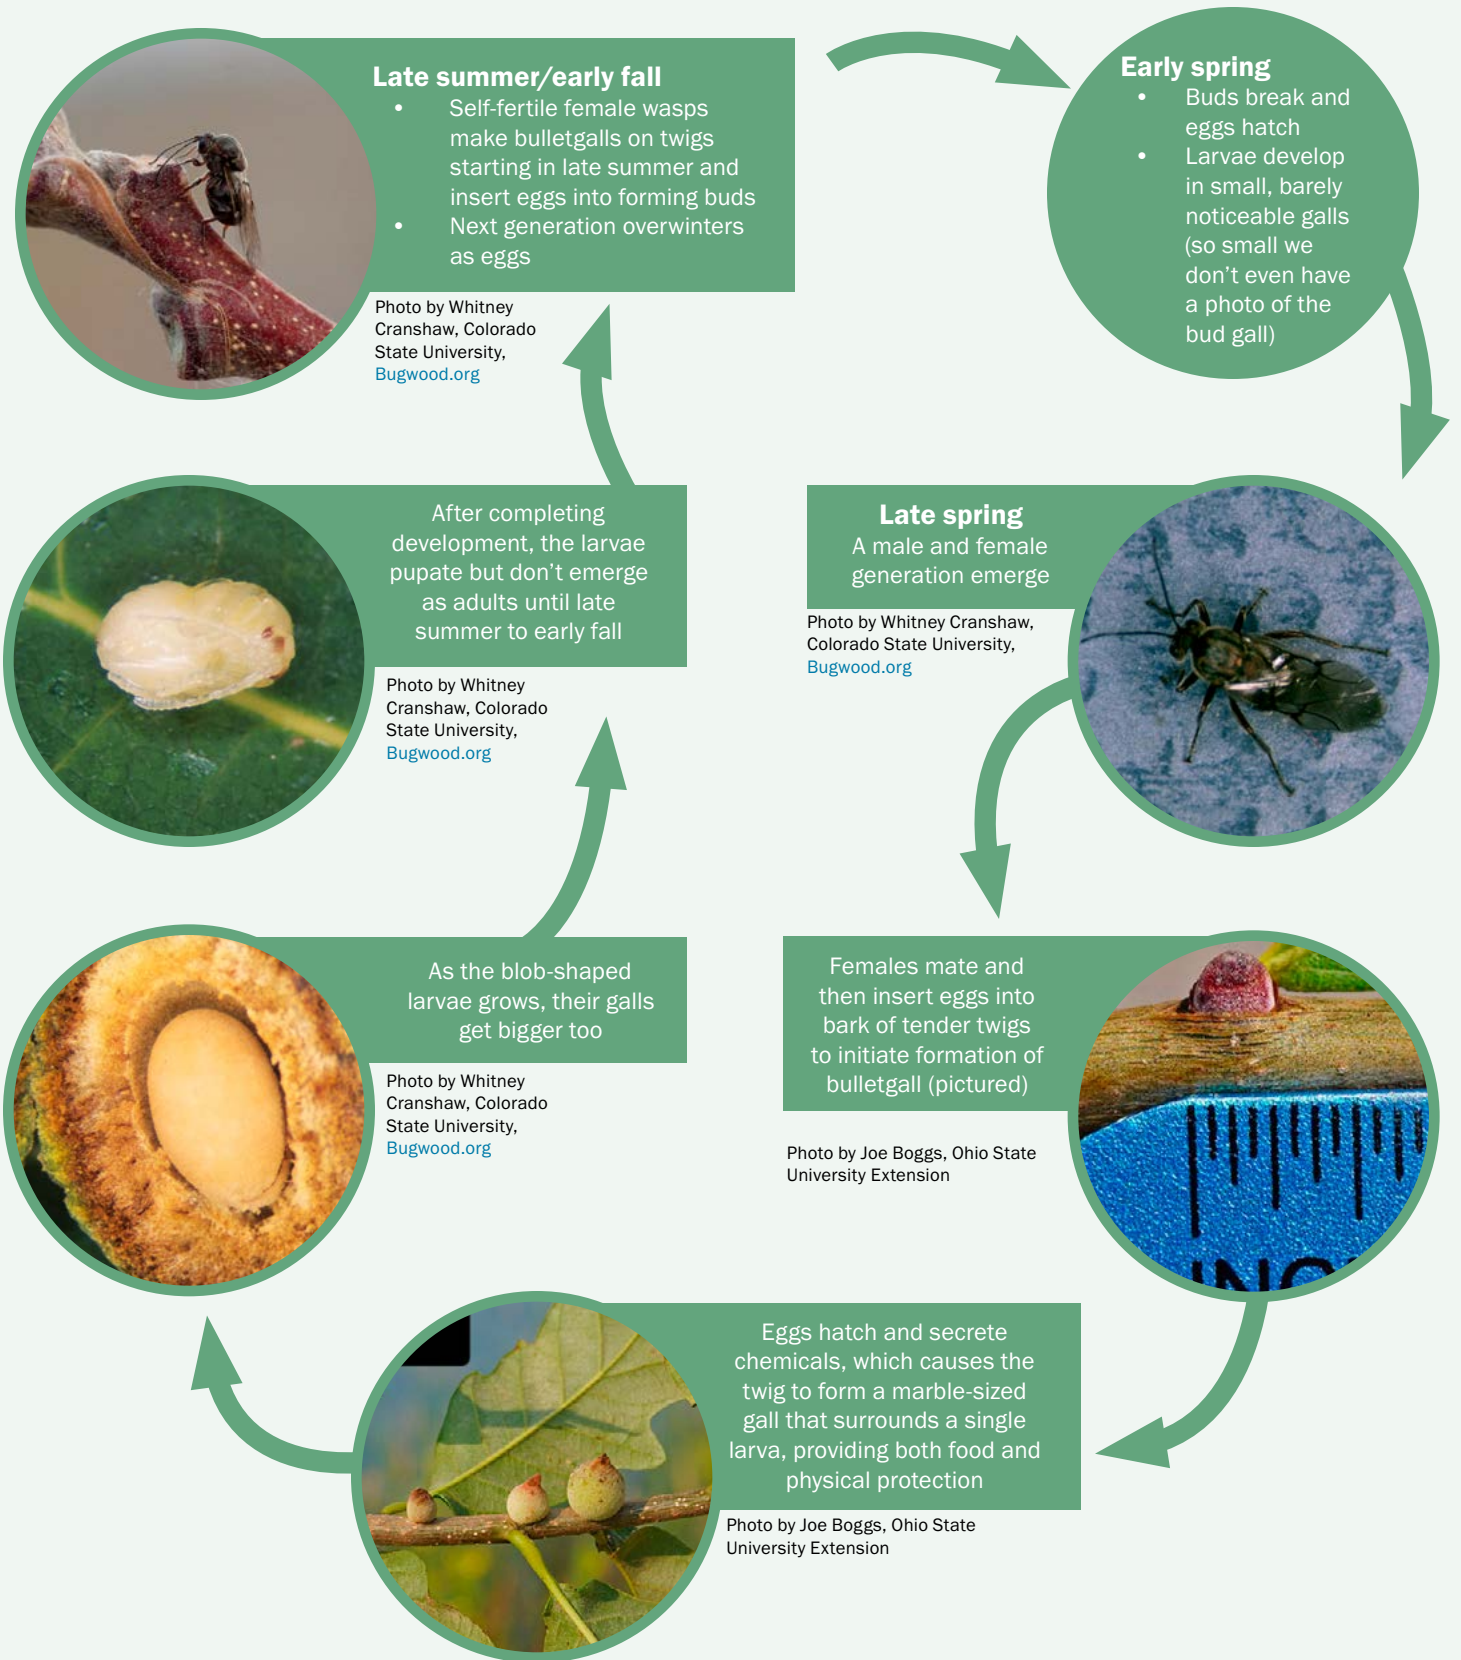 Late summer/early fall
• Self-fertile female wasps
make bulletgalls on twigs
starting in late summer and
insert eggs into forming buds
• Next generation overwinters
as eggs
Photo by Whitney
Cranshaw, Colorado
State University,
Bugwood.org
Early spring
• Buds break and
eggs hatch
• Larvae develop
in small, barely
noticeable galls
(so small we
don't even have
a photo of the
bud gall)
Late spring
A male and female
generation emerge
Photo by Whitney Cranshaw,
Colorado State University,
Bugwood.org
Females mate and
then insert eggs into
bark of tender twigs
to initiate formation of
bulletgall (pictured)
Photo by Joe Boggs, Ohio State
University Extension
Eggs hatch and secrete
chemicals, which causes the
twig to form a marble-sized
gall that surrounds a single
larva, providing both food and
physical protection
Photo by Joe Boggs, Ohio State
University Extension
As the blob-shaped
larvae grows, their galls
get bigger too
Photo by Whitney
Cranshaw, Colorado
State University,
Bugwood.org
After completing
development, the larvae
pupate but don't emerge
as adults until late
summer to early fall
Photo by Whitney
Cranshaw, Colorado
State University,
Bugwood.org